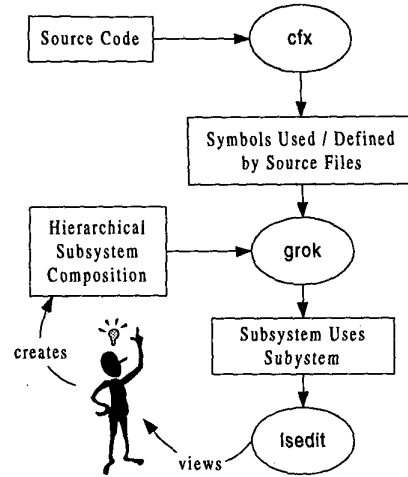 Source Code
cfx
Symbols Used / Defined
by Source Files
Hierarchical
Subsystem
Composition
grok
Subsystem Uses
Subystem
creates
lsedit
views